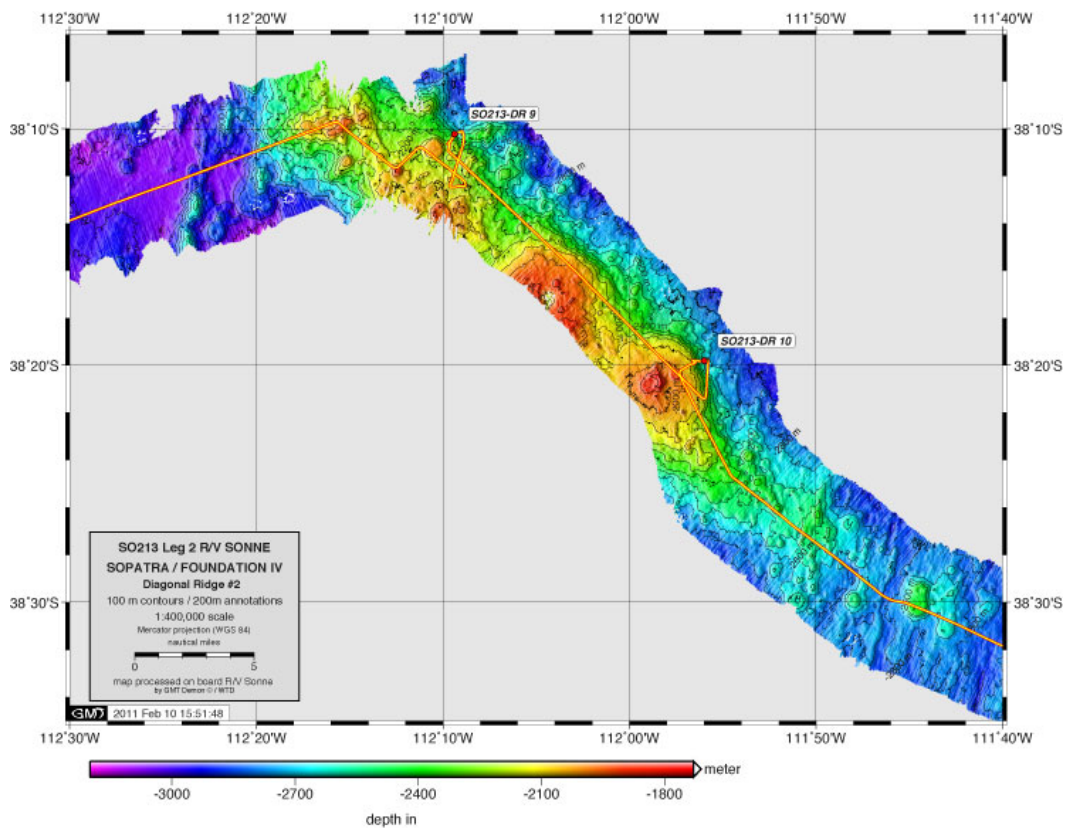 112°30'W 112°20'W 112°10'W 112°00'W 111°50'W 111°40'W
SO213-DR 9
38°10'S 38°10'S
SO213-DR 10
38°20'S 38°20'S
38°30'S 38°30'S
SO213 Leg 2 R/V SONNE
SOPATRA / FOUNDATION IV
Diagonal Ridge #2
100 m contours / 200m annotations
1:400,000 scale
Mercator projection (WGS 84)
nautical miles
0 5
map processed on board R/V Sonne
by GMT Demon © / WTD
GMT 2011 Feb 10 15:51:48
112°30'W 112°20'W 112°10'W 112°00'W 111°50'W 111°40'W
meter
-3000 -2700 -2400 -2100 -1800
depth in